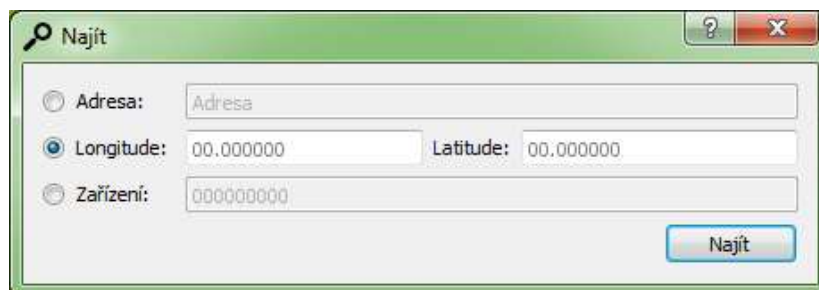 Najít
?
Adresa: Adresa
Longitude: 00.000000 Latitude: 00.000000
Zařízení: 000000000
Najít